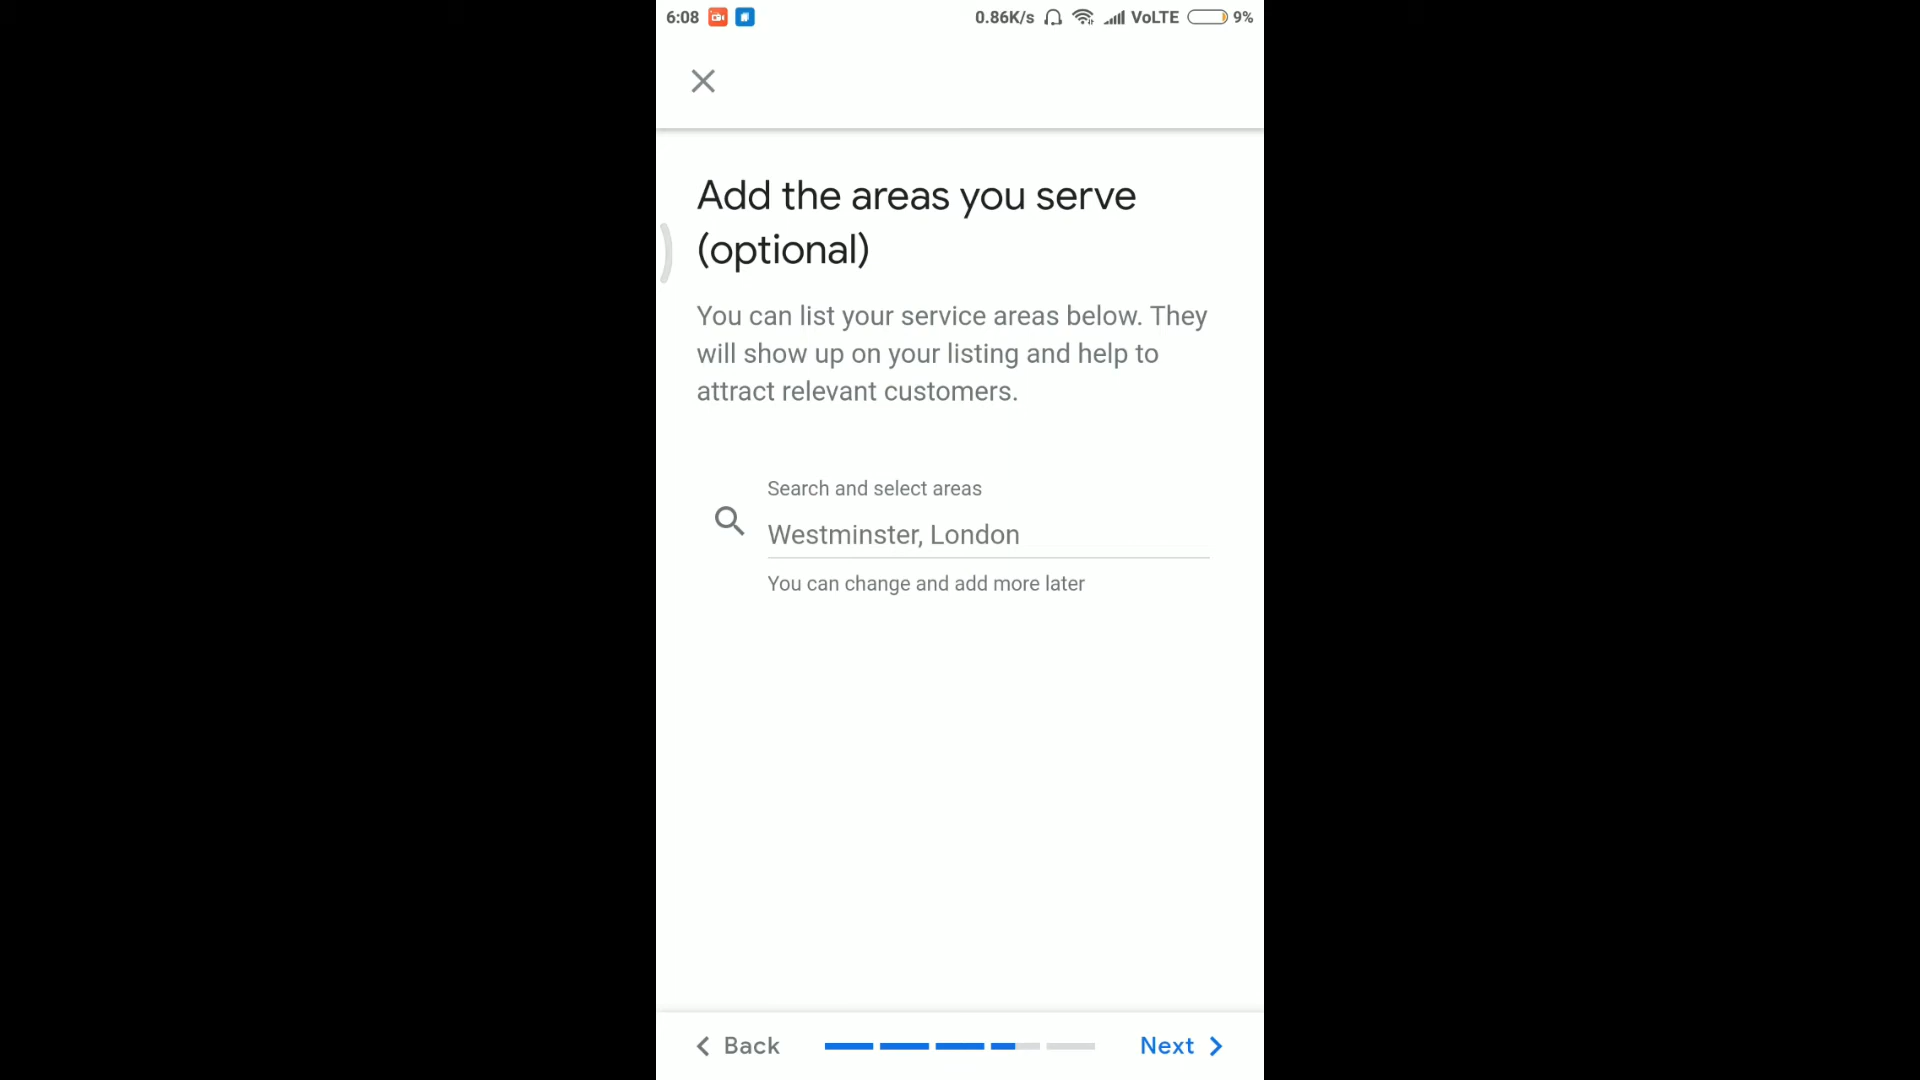 6:08 0.86K/s VoLTE 9%
Add the areas you serve
(optional)
You can list your service areas below. They
will show up on your listing and help to
attract relevant customers.
Search and select areas
Westminster, London
You can change and add more later
Back Next